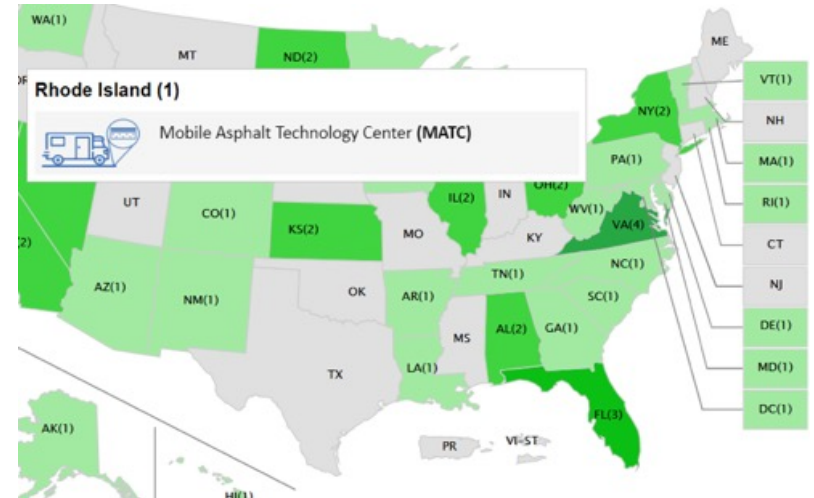 WA(1)
MT
ND(2)
ME
Rhode Island (1)
Mobile Asphalt Technology Center (MATC)
VT(1)
NY(2)
NH
PA(1)
MA(1)
OH(2)
UT
IL(2)
IN
WV(1)
RI(1)
CO(1)
KS(2)
MO
KY
VA(4)
CT
NC(1)
TN(1)
NJ
AZ(1)
NM(1)
OK
AR(1)
SC(1)
DE(1)
MS
AL(2)
GA(1)
TX
LA(1)
MD(1)
FL(3)
DC(1)
AK(1)
PR
VI-ST
HI(1)